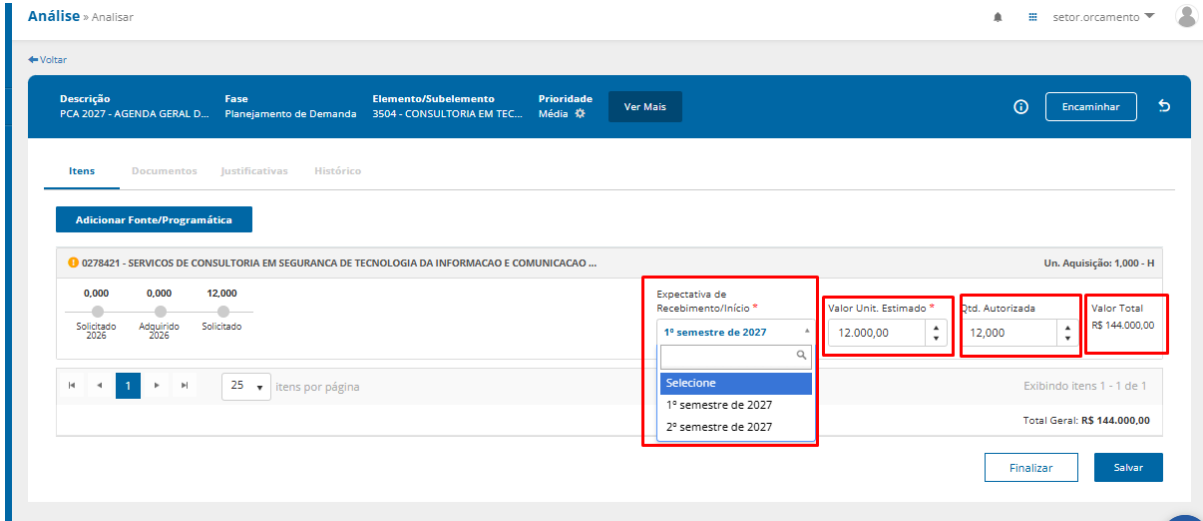 Análise » Analisar
setor.orcamento
Voltar
Descrição
PCA 2027 - AGENDA GERAL D...
Fase
Planejamento de Demanda
Elemento/Subelemento
3504 - CONSULTORIA EM TEC...
Prioridade
Média
Ver Mais
Encaminhar
Itens
Documentos
Justificativas
Histórico
Adicionar Fonte/Programática
0278421 - SERVICOS DE CONSULTORIA EM SEGURANCA DE TECNOLOGIA DA INFORMACAO E COMUNICACAO ...
Un. Aquisição: 1,000 - H
0,000
Solicitado
2026
0,000
Adquirido
2026
12,000
Solicitado
Expectativa de
Recebimento/Início *
1º semestre de 2027
Selecione
1º semestre de 2027
2º semestre de 2027
Valor Unit. Estimado *
12.000,00
Qtd. Autorizada
12,000
Valor Total
R$ 144.000,00
1
25
itens por página
Exibindo itens 1 - 1 de 1
Total Geral: R$ 144.000,00
Finalizar
Salvar